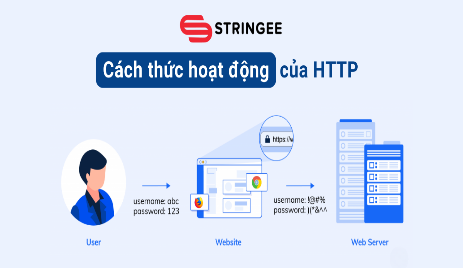 STRINGEE
Cách thức hoạt động của HTTP
https://w
username: abc
password: 123
username: !@#%
password: )(*&^^
User
Website
Web Server